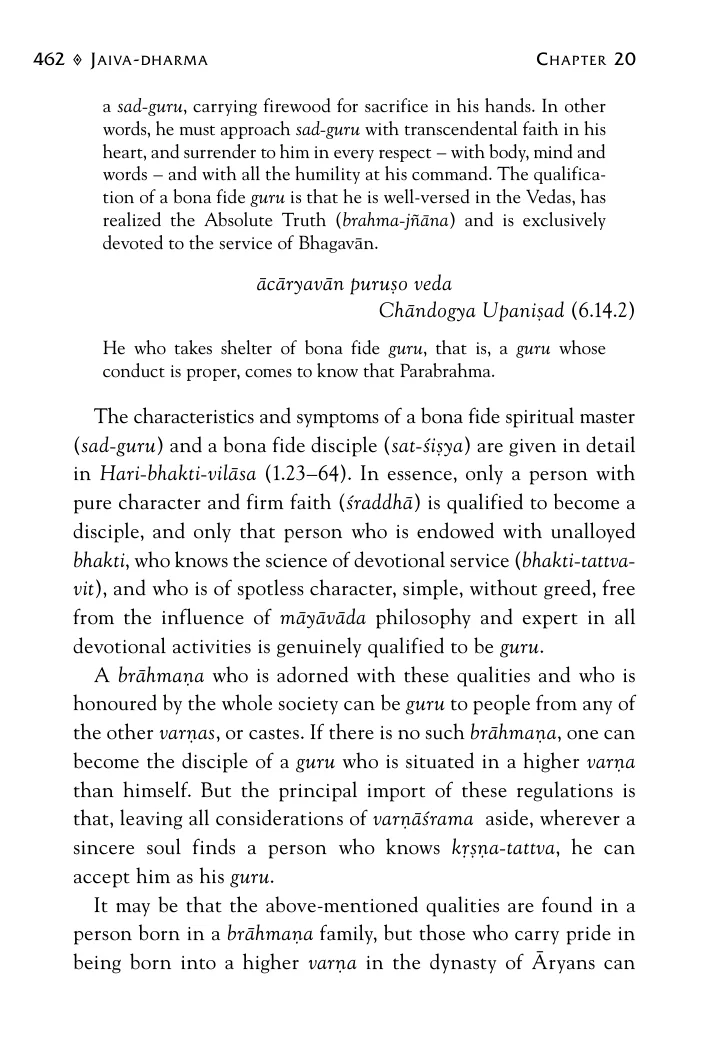 462 ◊ JAIVA-DHARMA CHAPTER 20
a sad-guru, carrying firewood for sacrifice in his hands. In other
words, he must approach sad-guru with transcendental faith in his
heart, and surrender to him in every respect – with body, mind and
words – and with all the humility at his command. The qualifica-
tion of a bona fide guru is that he is well-versed in the Vedas, has
realized the Absolute Truth (brahma-jñāna) and is exclusively
devoted to the service of Bhagavān.
ācāryavān puruṣo veda
Chāndogya Upaniṣad (6.14.2)
He who takes shelter of bona fide guru, that is, a guru whose
conduct is proper, comes to know that Parabrahma.
The characteristics and symptoms of a bona fide spiritual master
(sad-guru) and a bona fide disciple (sat-śiṣya) are given in detail
in Hari-bhakti-vilāsa (1.23–64). In essence, only a person with
pure character and firm faith (śraddhā) is qualified to become a
disciple, and only that person who is endowed with unalloyed
bhakti, who knows the science of devotional service (bhakti-tattva-
vit), and who is of spotless character, simple, without greed, free
from the influence of māyāvāda philosophy and expert in all
devotional activities is genuinely qualified to be guru.
A brāhmaṇa who is adorned with these qualities and who is
honoured by the whole society can be guru to people from any of
the other varṇas, or castes. If there is no such brāhmaṇa, one can
become the disciple of a guru who is situated in a higher varṇa
than himself. But the principal import of these regulations is
that, leaving all considerations of varṇāśrama aside, wherever a
sincere soul finds a person who knows kṛṣṇa-tattva, he can
accept him as his guru.
It may be that the above-mentioned qualities are found in a
person born in a brāhmaṇa family, but those who carry pride in
being born into a higher varṇa in the dynasty of Āryans can